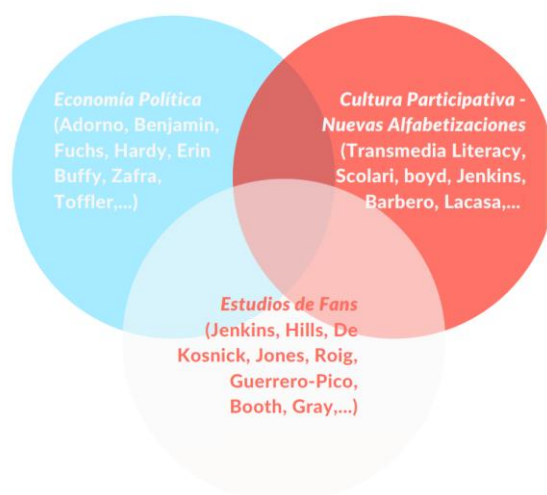 Economía Política
(Adorno, Benjamin,
Fuchs, Hardy, Erin
Buffy, Zafra,
Toffler,...)
Cultura Participativa -
Nuevas Alfabetizaciones
(Transmedia Literacy,
Scolari, boyd, Jenkins,
Barbero, Lacasa,...
Estudios de Fans
(Jenkins, Hills, De
Kosnick, Jones, Roig,
Guerrero-Pico,
Booth, Gray,...)